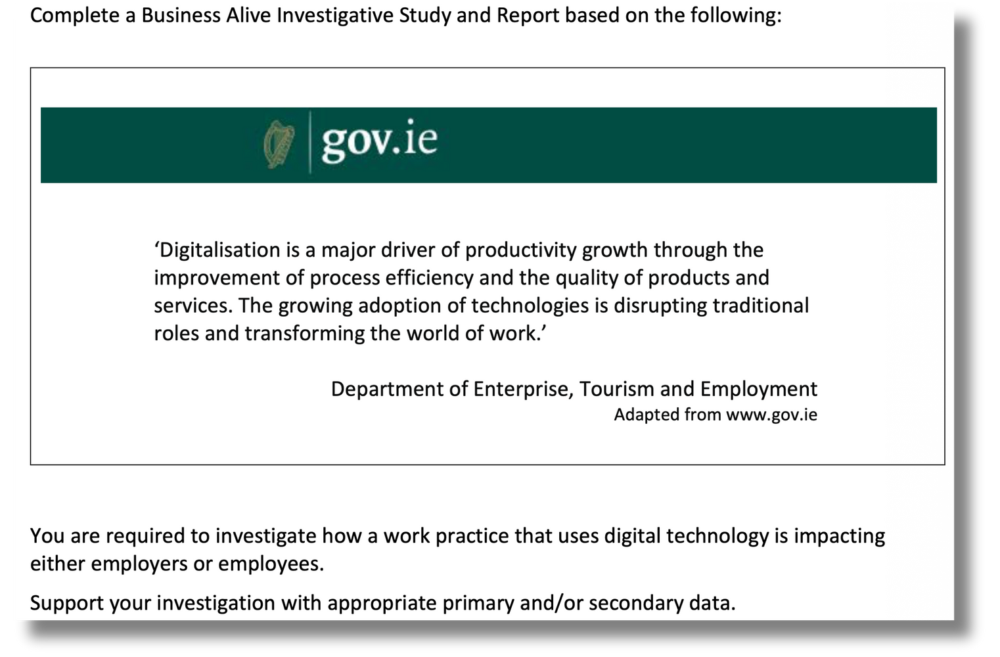 Complete a Business Alive Investigative Study and Report based on the following:
gov.ie
‘Digitalisation is a major driver of productivity growth through the
improvement of process efficiency and the quality of products and
services. The growing adoption of technologies is disrupting traditional
roles and transforming the world of work.’
Department of Enterprise, Tourism and Employment
Adapted from www.gov.ie
You are required to investigate how a work practice that uses digital technology is impacting
either employers or employees.
Support your investigation with appropriate primary and/or secondary data.